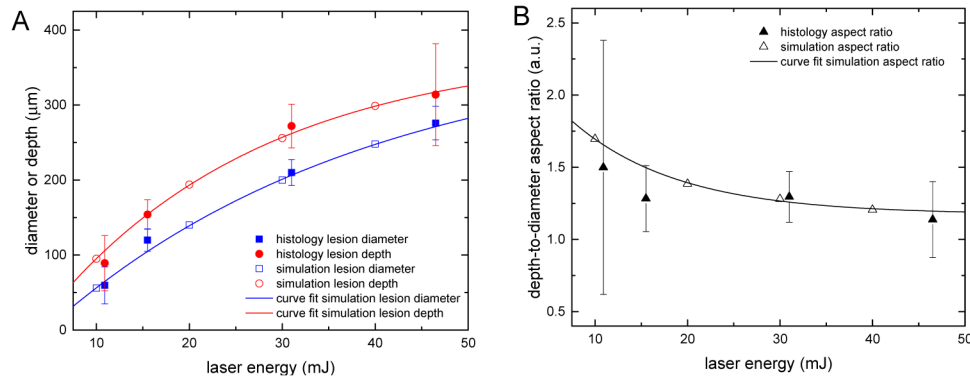 A
diameter or depth (μm)
400
300
200
100
0
histology lesion diameter
histology lesion depth
simulation lesion diameter
simulation lesion depth
curve fit simulation lesion diameter
curve fit simulation lesion depth
10 20 30 40 50
laser energy (mJ)
B
depth-to-diameter aspect ratio (a.u.)
2.5
2.0
1.5
1.0
0.5
histology aspect ratio
simulation aspect ratio
curve fit simulation aspect ratio
10 20 30 40 50
laser energy (mJ)